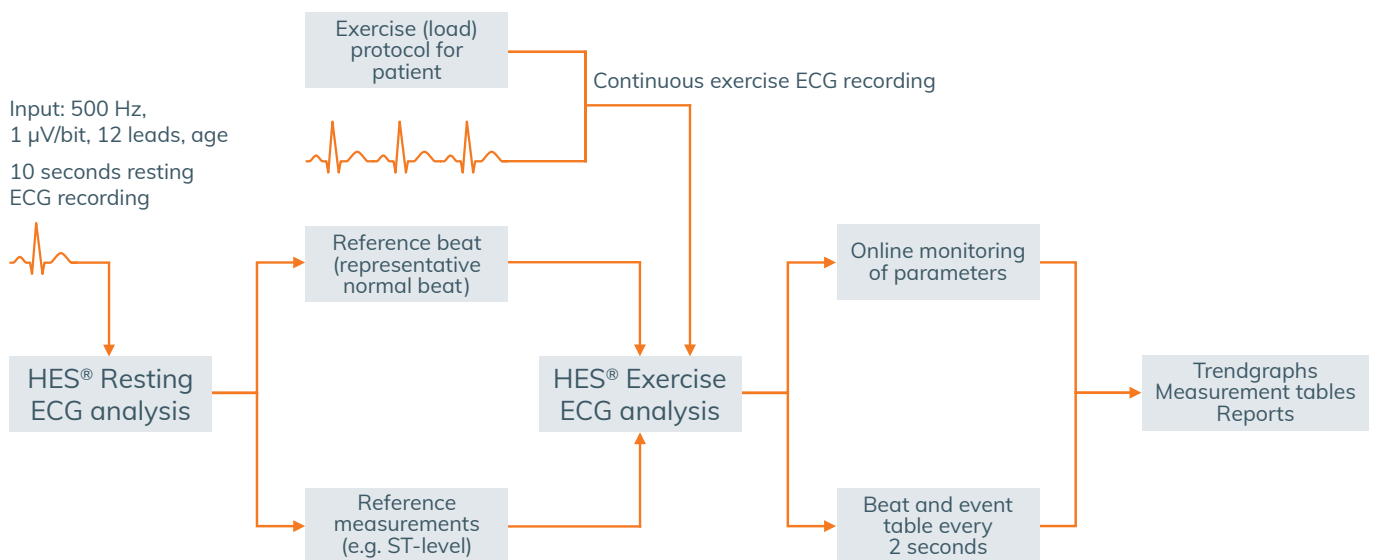 Exercise (load)
protocol for
patient
Continuous exercise ECG recording
Input: 500 Hz,
1 µV/bit, 12 leads, age
10 seconds resting
ECG recording
Reference beat
(representative
normal beat)
Online monitoring
of parameters
HES® Resting
ECG analysis
HES® Exercise
ECG analysis
Trendgraphs
Measurement tables
Reports
Reference
measurements
(e.g. ST-level)
Beat and event
table every
2 seconds